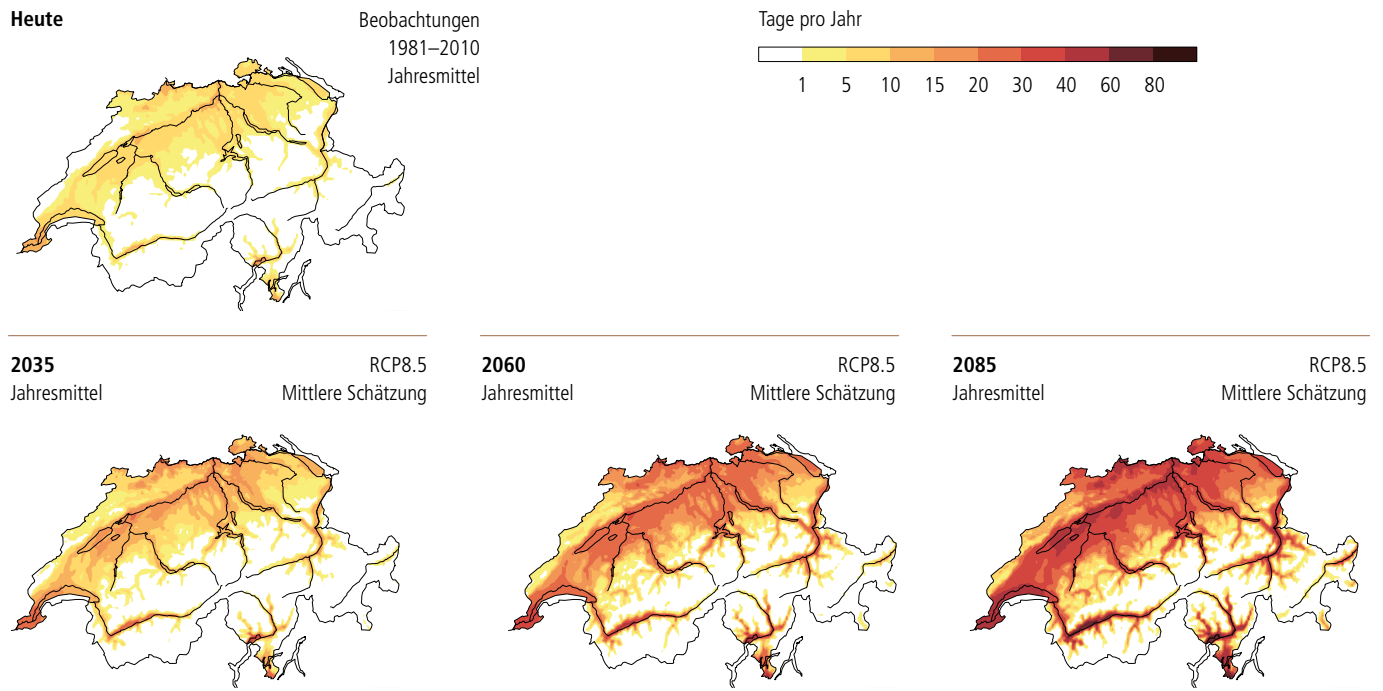 Heute
Beobachtungen
1981–2010
Jahresmittel
Tage pro Jahr
1 5 10 15 20 30 40 60 80
2035 RCP8.5
Jahresmittel Mittlere Schätzung
2060 RCP8.5
Jahresmittel Mittlere Schätzung
2085 RCP8.5
Jahresmittel Mittlere Schätzung